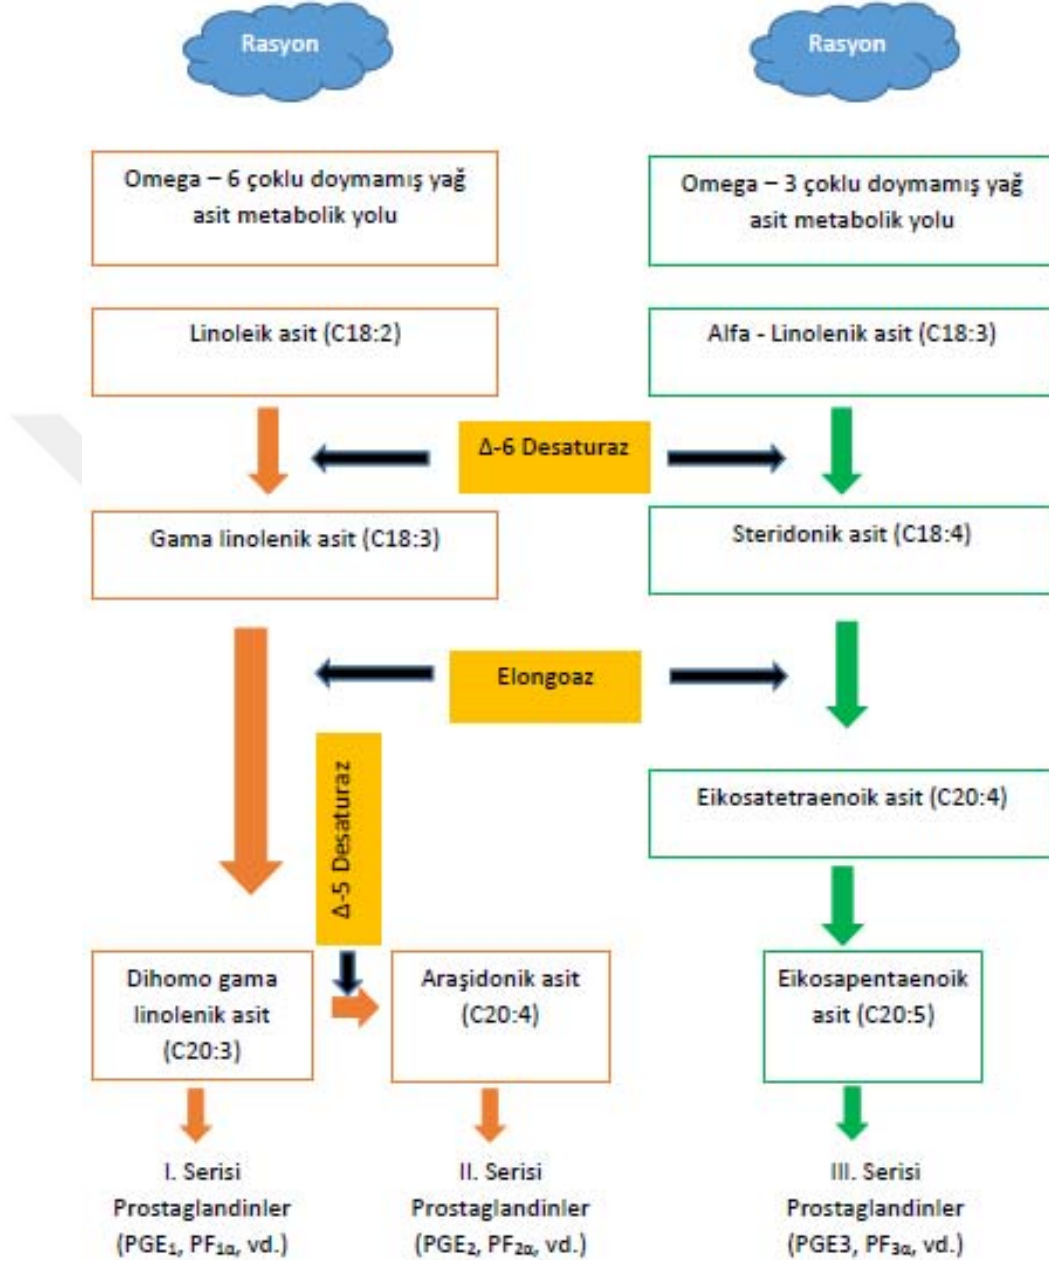 Rasyon
Rasyon
Omega – 6 çoklu doymamış yağ
asit metabolik yolu
Omega – 3 çoklu doymamış yağ
asit metabolik yolu
Linoleik asit (C18:2)
Alfa - Linolenik asit (C18:3)
Δ-6 Desaturaz
Gama linolenik asit (C18:3)
Steridonik asit (C18:4)
Elongoaz
Δ-5 Desaturaz
Eikosatetraenoik asit (C20:4)
Dihomo gama
linolenik asit
(C20:3)
Araşidonik asit
(C20:4)
Eikosapentaenoik
asit (C20:5)
I. Serisi
Prostaglandinler
(PGE₁, PF₁α, vd.)
II. Serisi
Prostaglandinler
(PGE₂, PF₂α, vd.)
III. Serisi
Prostaglandinler
(PGE3, PF₃α, vd.)